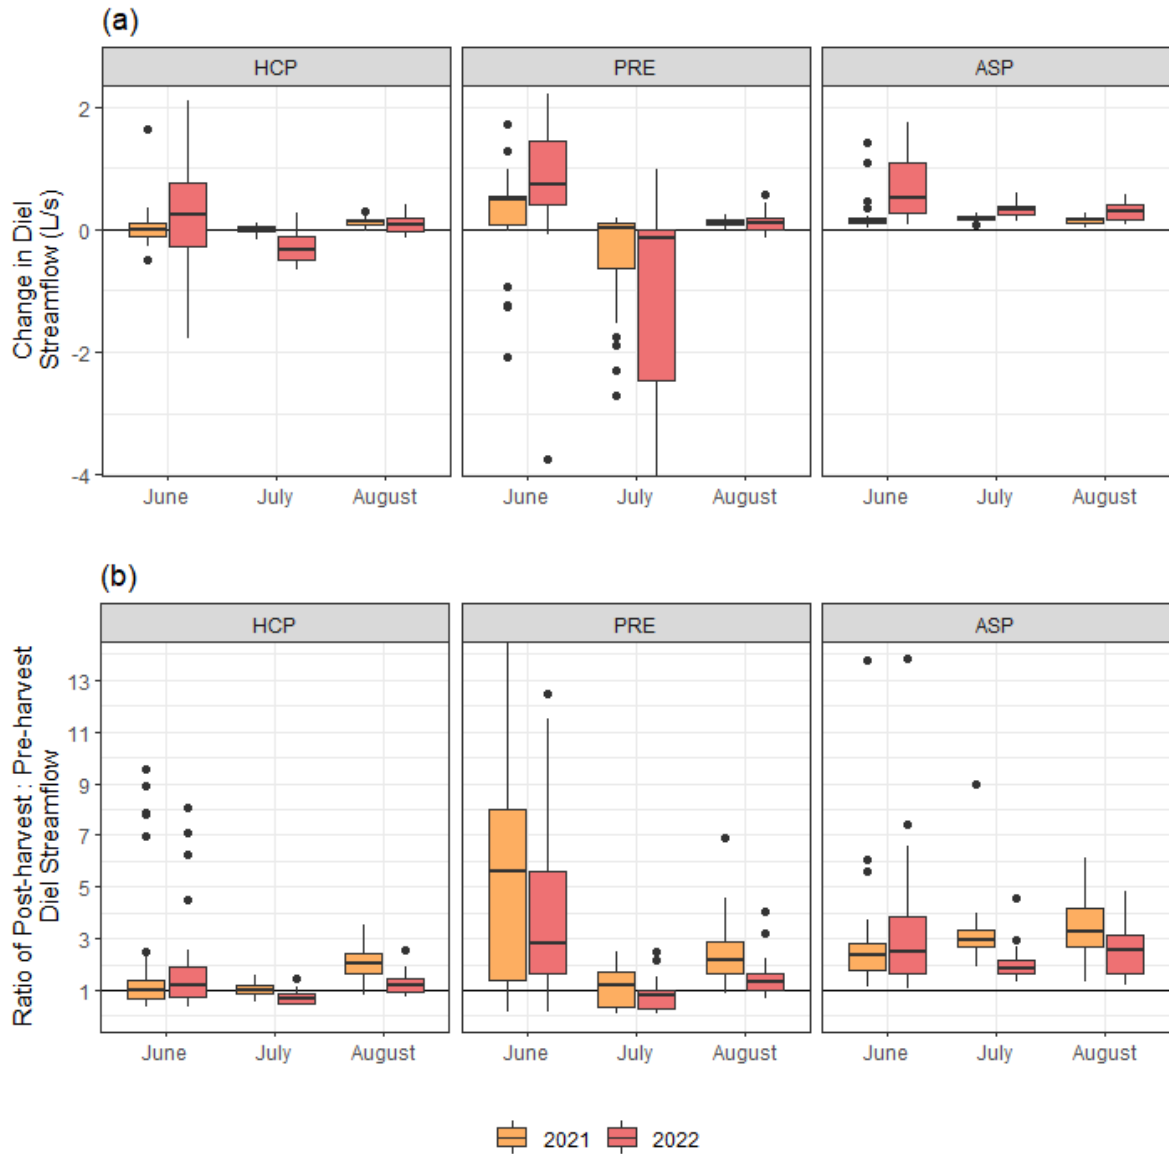 (a)
HCP
PRE
ASP
Change in Diel
Streamflow (L/s)
2
0
-2
-4
June
July
August
June
July
August
June
July
August
(b)
HCP
PRE
ASP
Ratio of Post-harvest : Pre-harvest
Diel Streamflow
13
11
9
7
5
3
1
June
July
August
June
July
August
June
July
August
2021
2022